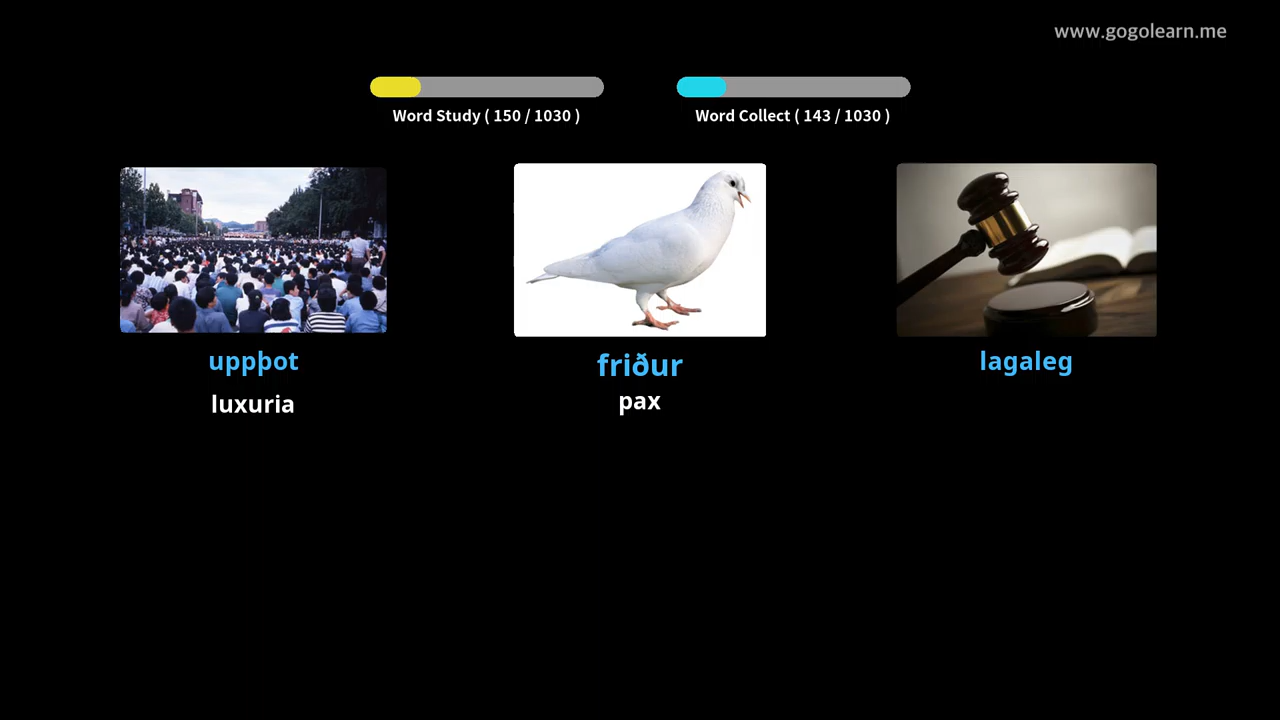 www.gogolearn.me
Word Study ( 150 / 1030 )
Word Collect ( 143 / 1030 )
uppþot
luxuria
friður
pax
lagaleg